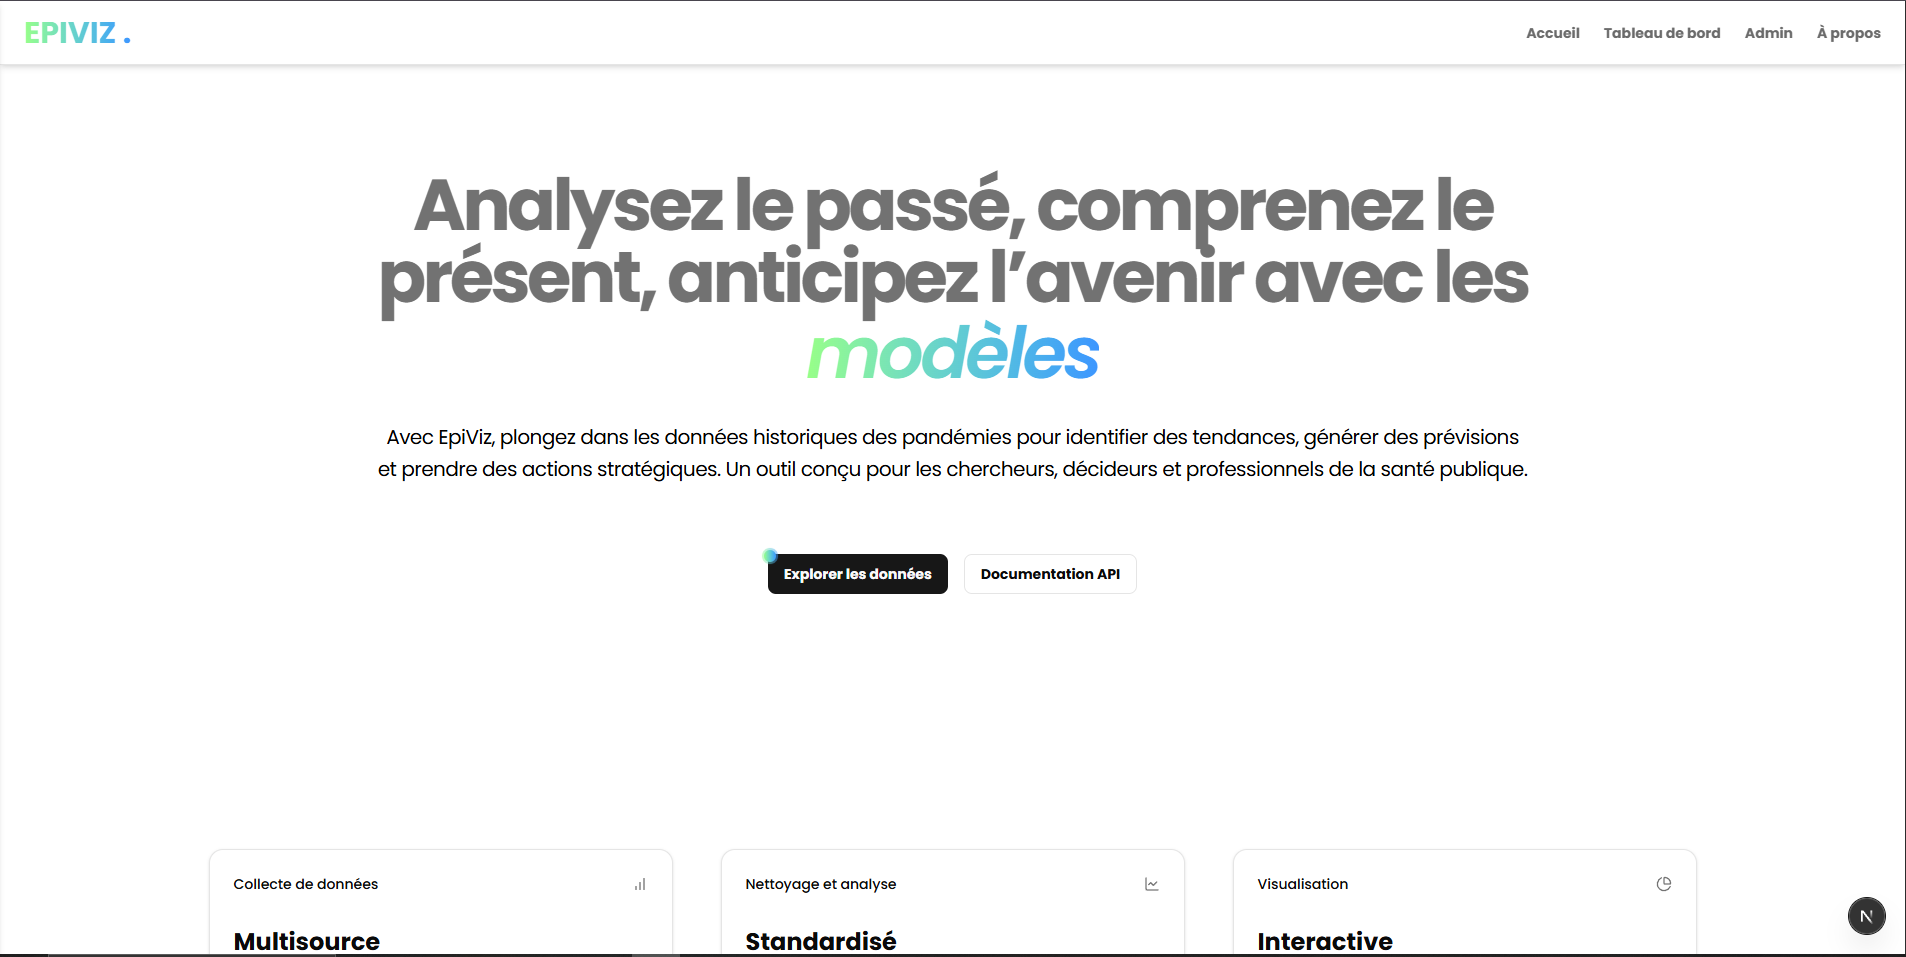 EPIVIZ .
Accueil Tableau de bord Admin À propos
Analysez le passé, comprenez le
présent, anticipez l’avenir avec les
modèles
Avec EpiViz, plongez dans les données historiques des pandémies pour identifier des tendances, générer des prévisions
et prendre des actions stratégiques. Un outil conçu pour les chercheurs, décideurs et professionnels de la santé publique.
Explorer les données Documentation API
Collecte de données
Multisource
Nettoyage et analyse
Standardisé
Visualisation
Interactive
N